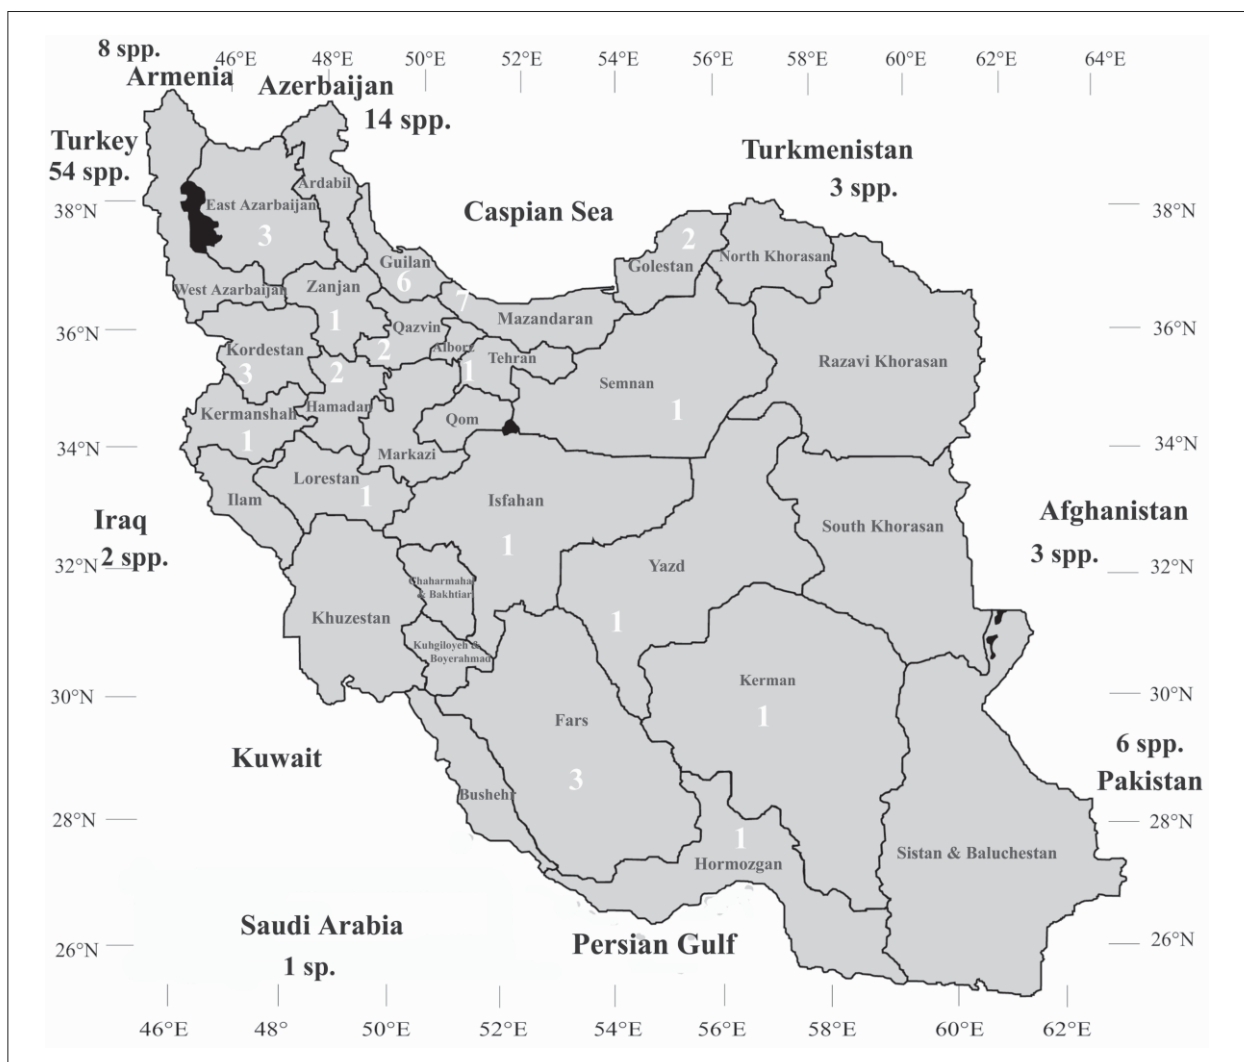 8 spp.
46°E 48°E 50°E 52°E 54°E 56°E 58°E 60°E 62°E 64°E
Armenia
Azerbaijan
14 spp.
Turkey
54 spp.
Turkmenistan
3 spp.
Ardabil
38°N
East Azarbaijan
Caspian Sea
38°N
3
2
Guilan
Golestan
North Khorasan
6
West Azarbaijan
Zanjan
7
Mazandaran
1
Qazvin
36°N
36°N
Kordestan
2
Alborz
Tehran
Razavi Khorasan
3
2
1
Semnan
Kermanshah
Hamadan
Qom
1
1
34°N
34°N
Markazi
Lorestan
Ilam
1
Isfahan
Iraq
2 spp.
South Khorasan
Afghanistan
3 spp.
1
32°N
Yazd
32°N
Chaharmahal
& Bakhtiari
Khuzestan
1
Kuhgiloyeh &
Boyerahmad
30°N
Kerman
30°N
1
Fars
Kuwait
6 spp.
Pakistan
3
Bushehr
28°N
28°N
1
Hormozgan
Sistan & Baluchestan
Saudi Arabia
1 sp.
Persian Gulf
26°N
26°N
46°E 48°E 50°E 52°E 54°E 56°E 58°E 60°E 62°E